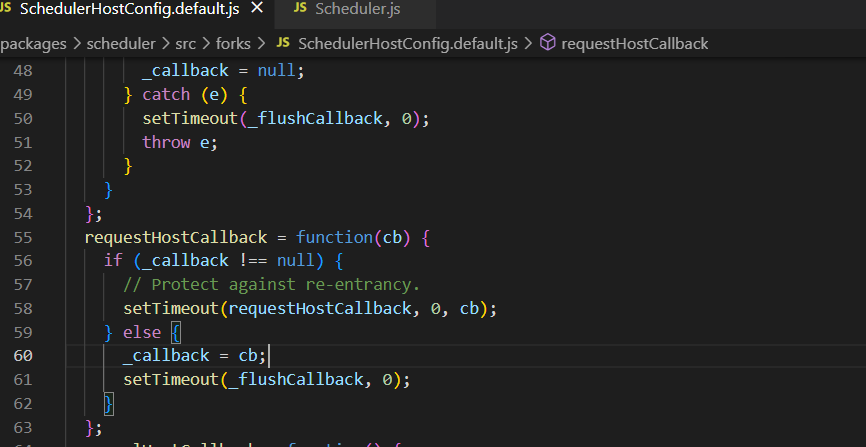 JS SchedulerHostConfig.default.js × JS Scheduler.js
packages > scheduler > src > forks > JS SchedulerHostConfig.default.js > requestHostCallback
48 _callback = null;
49 } catch (e) {
50 setTimeout(_flushCallback, 0);
51 throw e;
52 }
53 }
54 };
55 requestHostCallback = function(cb) {
56 if (_callback !== null) {
57 // Protect against re-entrancy.
58 setTimeout(requestHostCallback, 0, cb);
59 } else {
60 _callback = cb;
61 setTimeout(_flushCallback, 0);
62 }
63 };